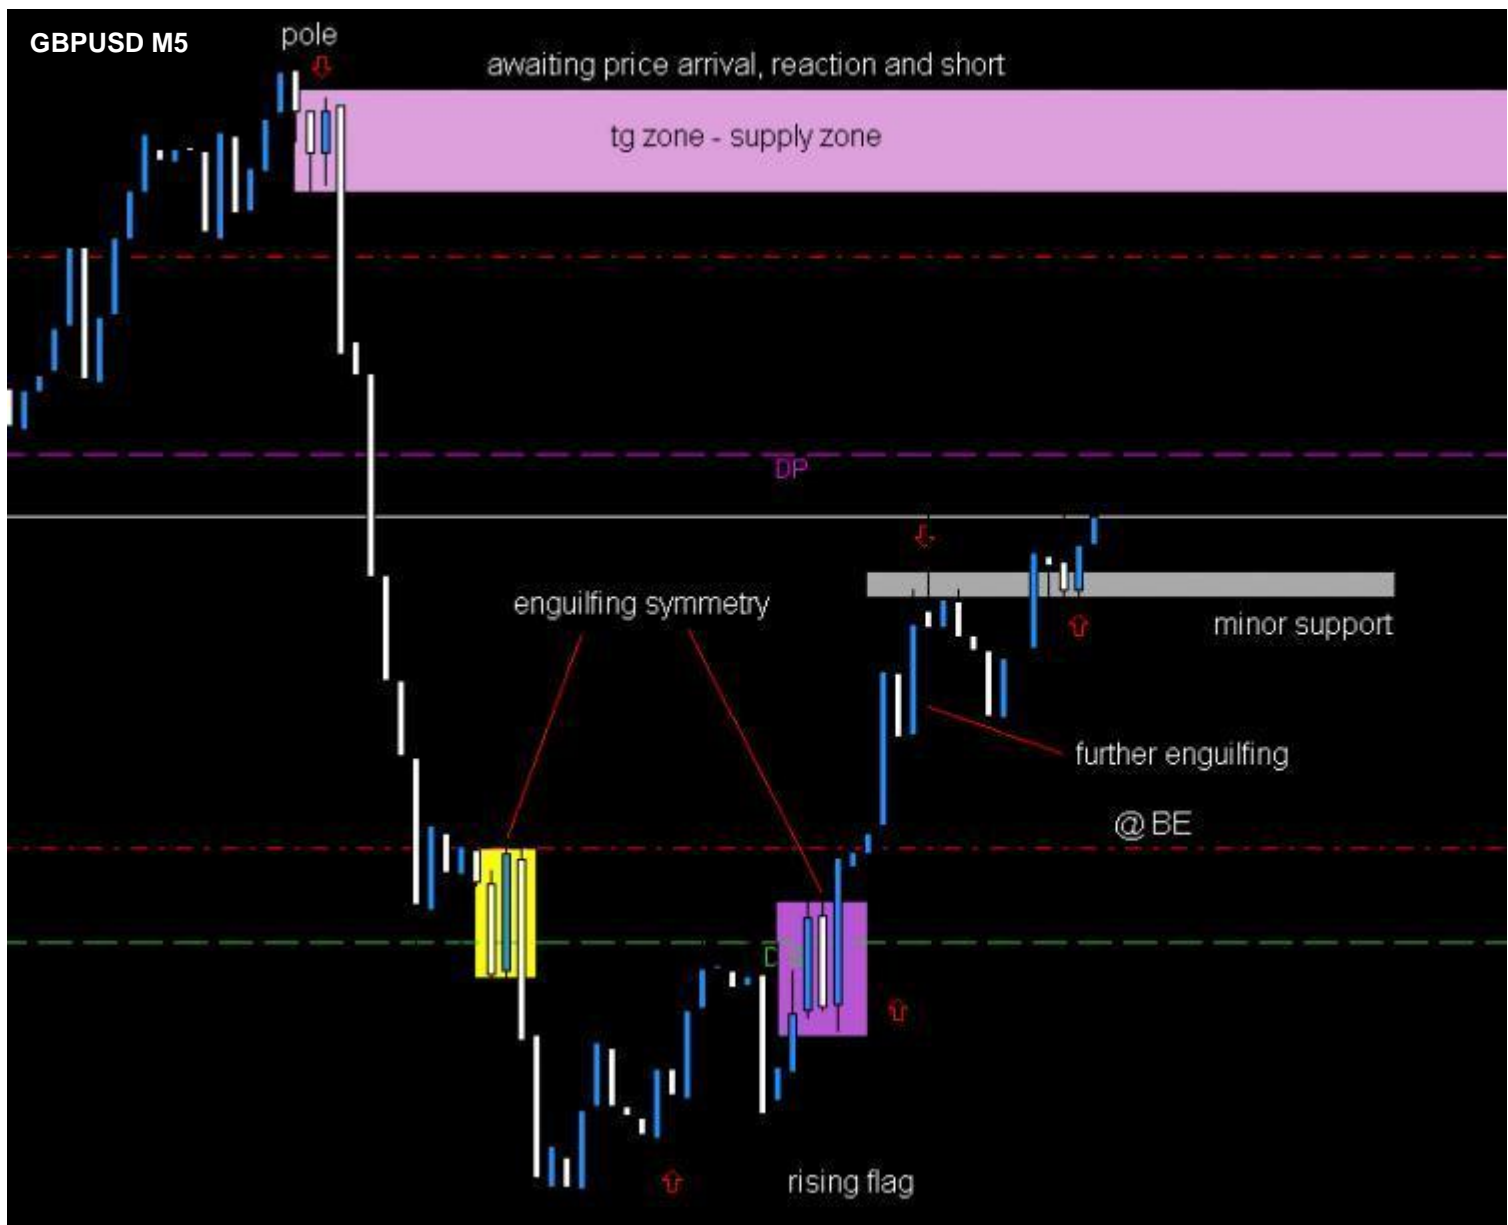 GBPUSD M5
pole
awaiting price arrival, reaction and short
tg zone - supply zone
DP
enguilfing symmetry
minor support
further enguilfing
@ BE
rising flag